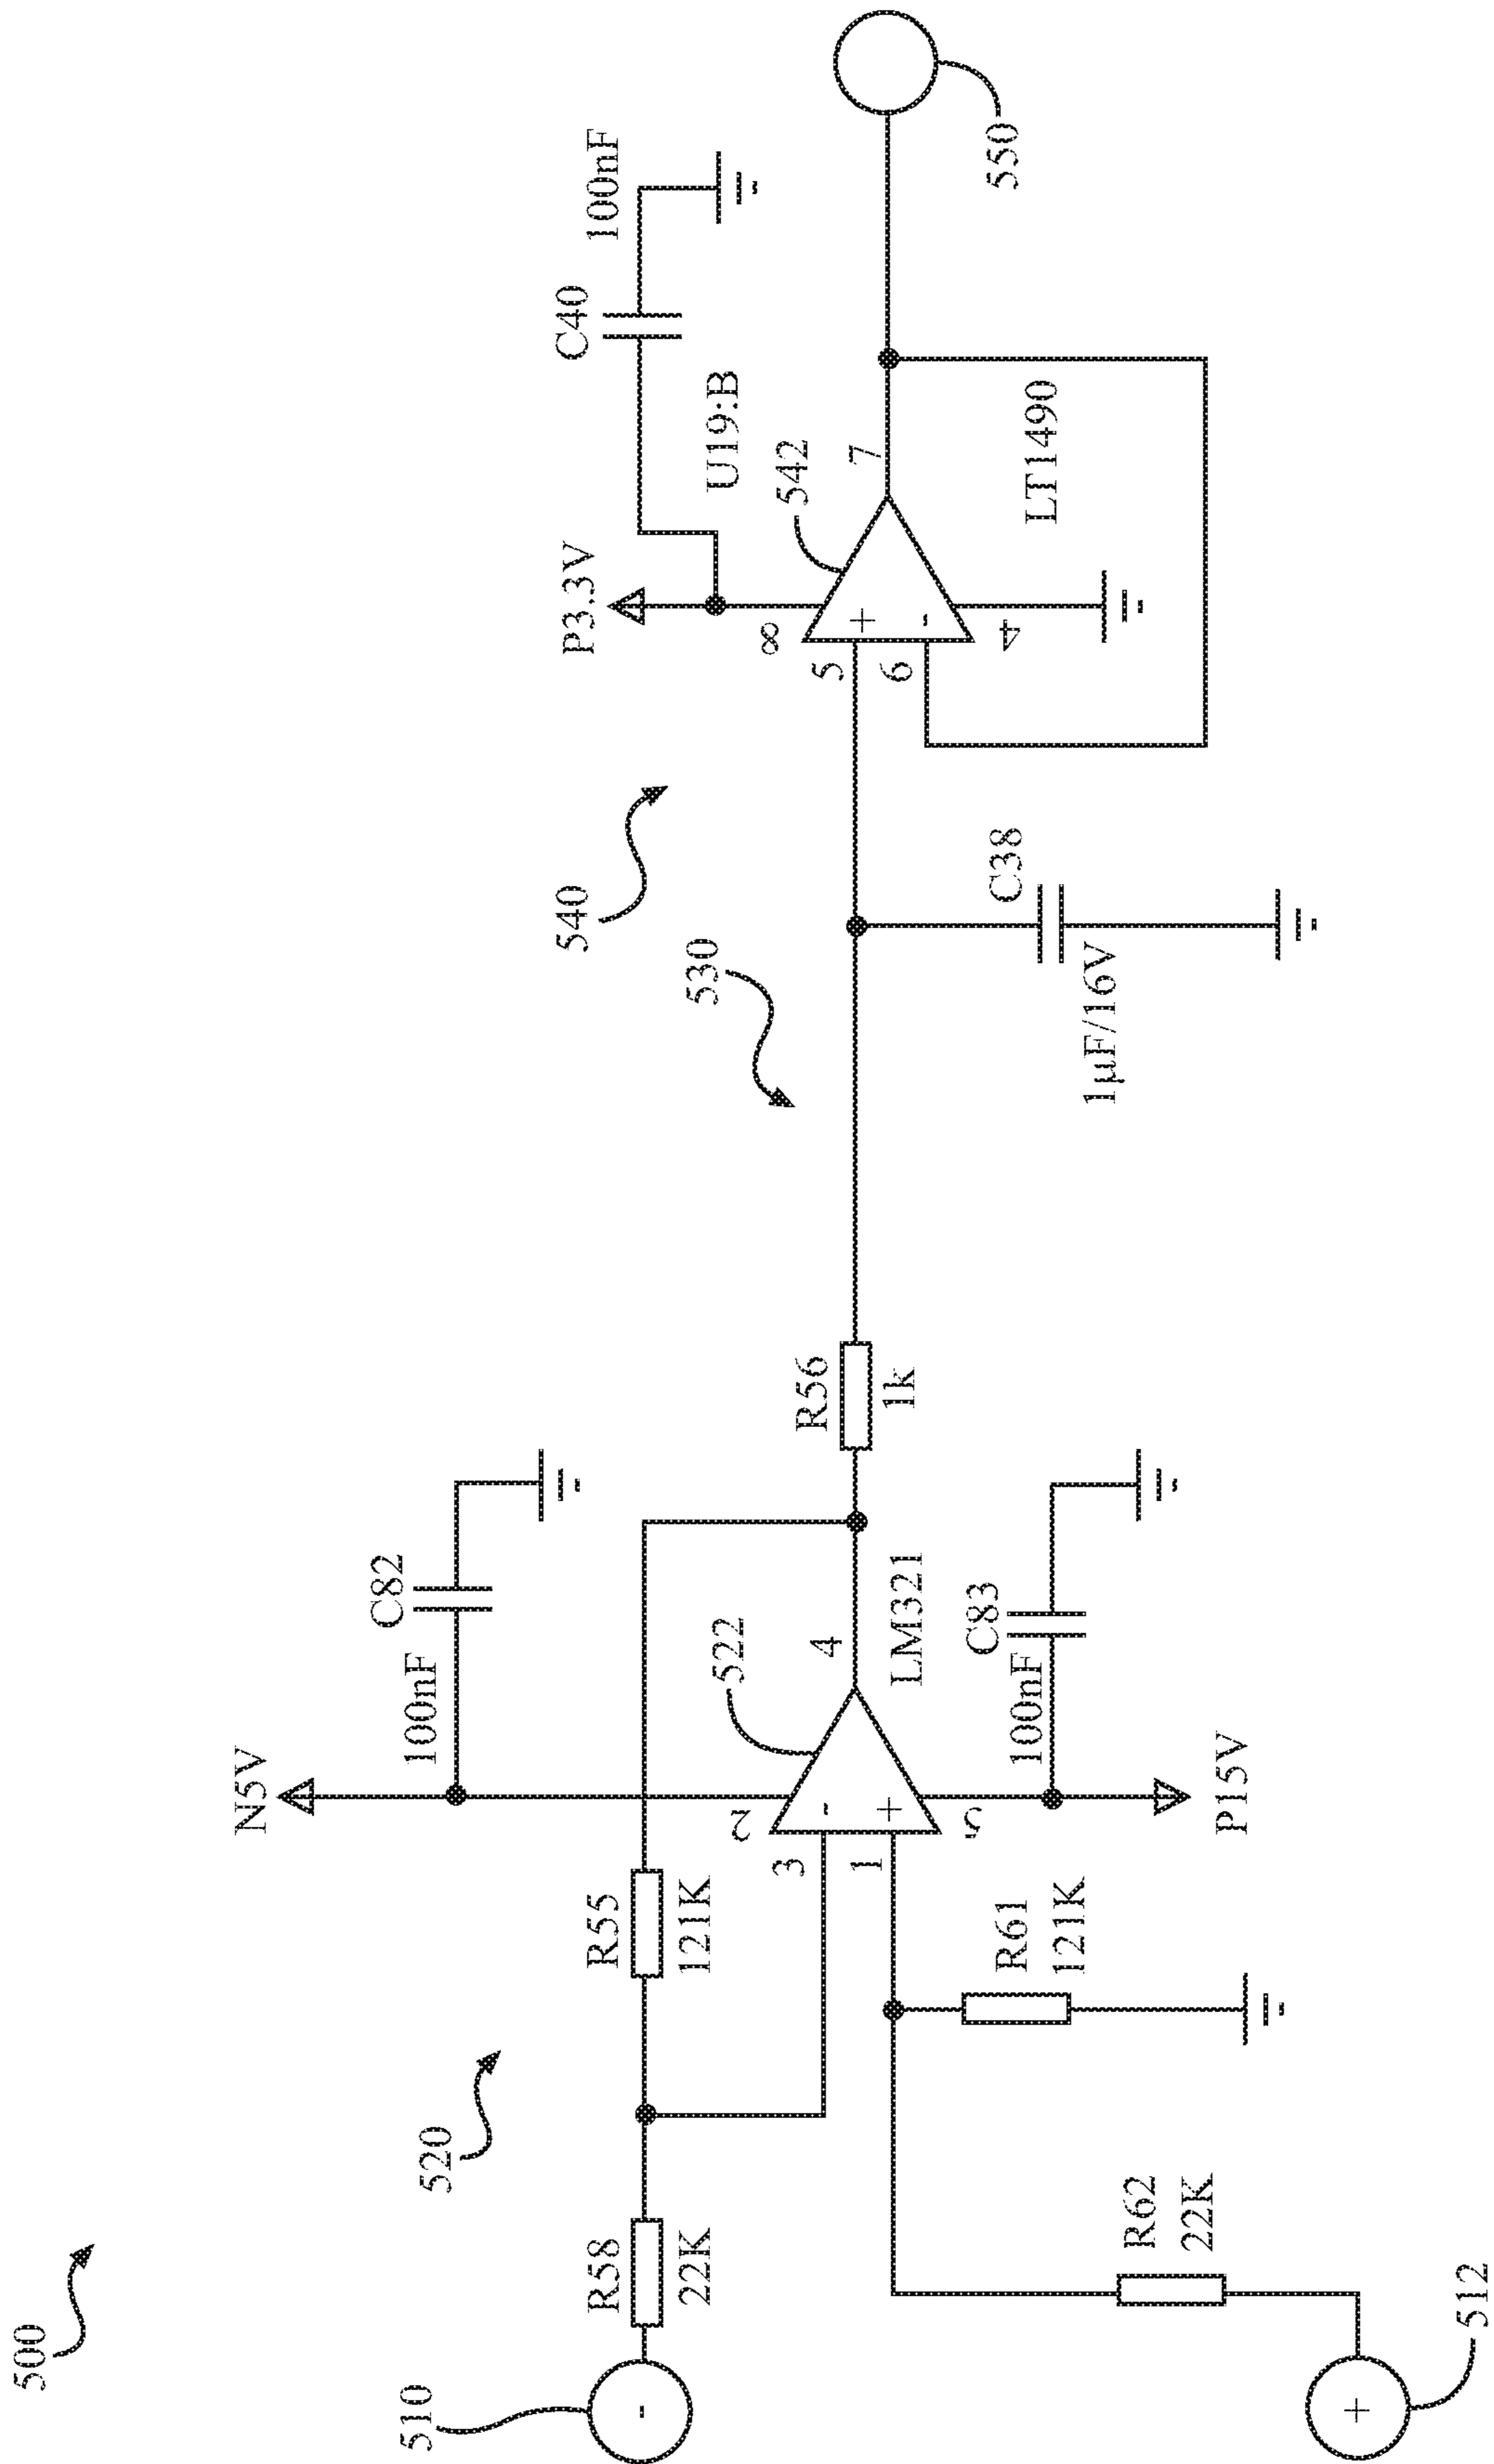 500
510
-
R58
22K
520
R55
121K
N5V
C82
100nF
2
3
-
1
+
5
4
522
LM321
C83
100nF
P15V
R61
121K
R62
22K
+
512
R56
1k
530
540
C38
1µF/16V
P3.3V
8
5
+
6
-
4
542
7
U19:B
C40
100nF
LT1490
550